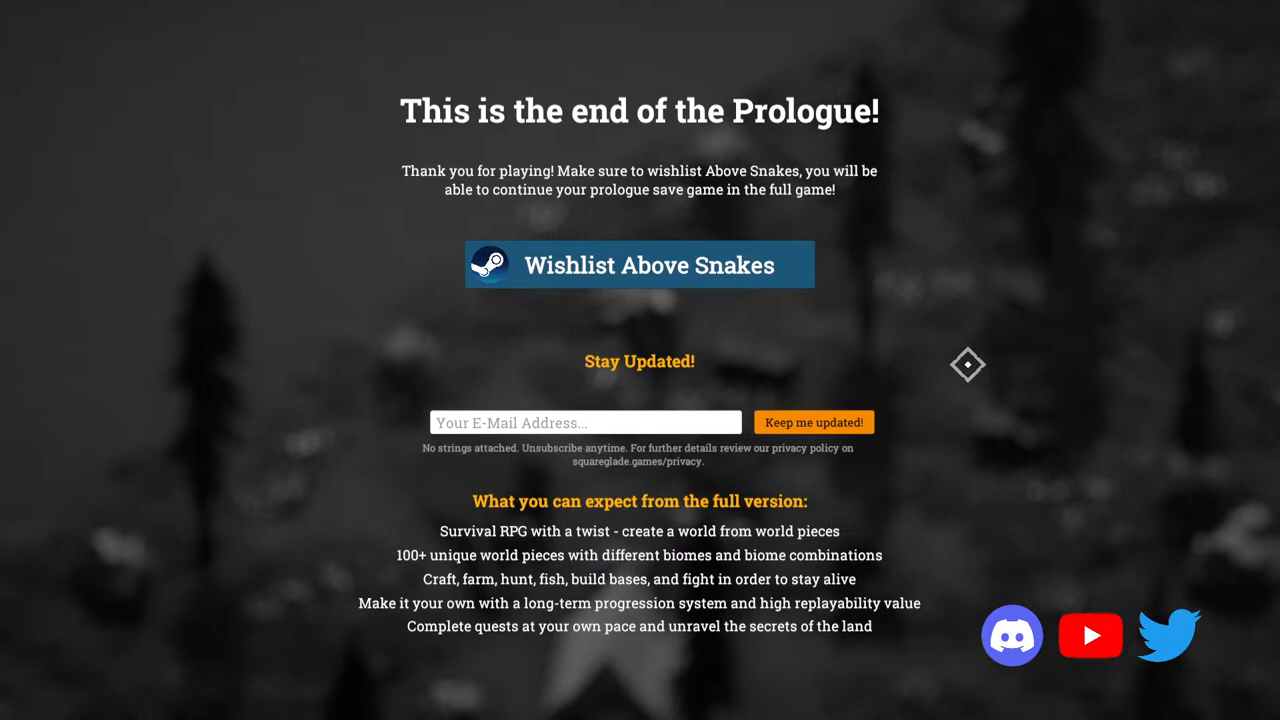 This is the end of the Prologue!
Thank you for playing! Make sure to wishlist Above Snakes, you will be
able to continue your prologue save game in the full game!
Wishlist Above Snakes
Stay Updated!
Your E-Mail Address...
Keep me updated!
No strings attached. Unsubscribe anytime. For further details review our privacy policy on
squareglade.games/privacy.
What you can expect from the full version:
Survival RPG with a twist - create a world from world pieces
100+ unique world pieces with different biomes and biome combinations
Craft, farm, hunt, fish, build bases, and fight in order to stay alive
Make it your own with a long-term progression system and high replayability value
Complete quests at your own pace and unravel the secrets of the land